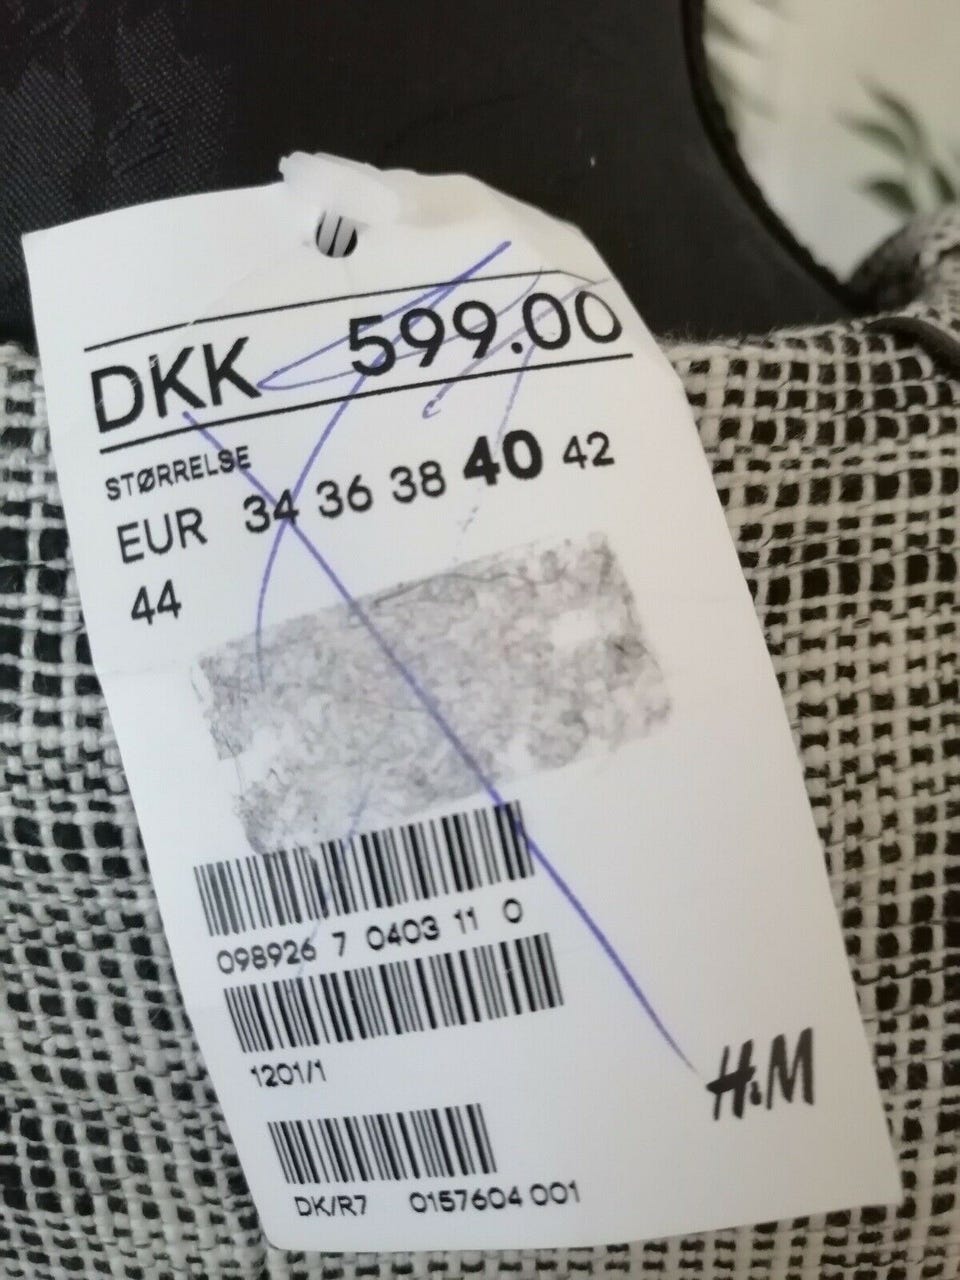 DKK 599.00
STØRRELSE
EUR 34 36 38 40 42
44
098926 7 0403 11 0
1201/1
H&M
DK/R7 0157604 001